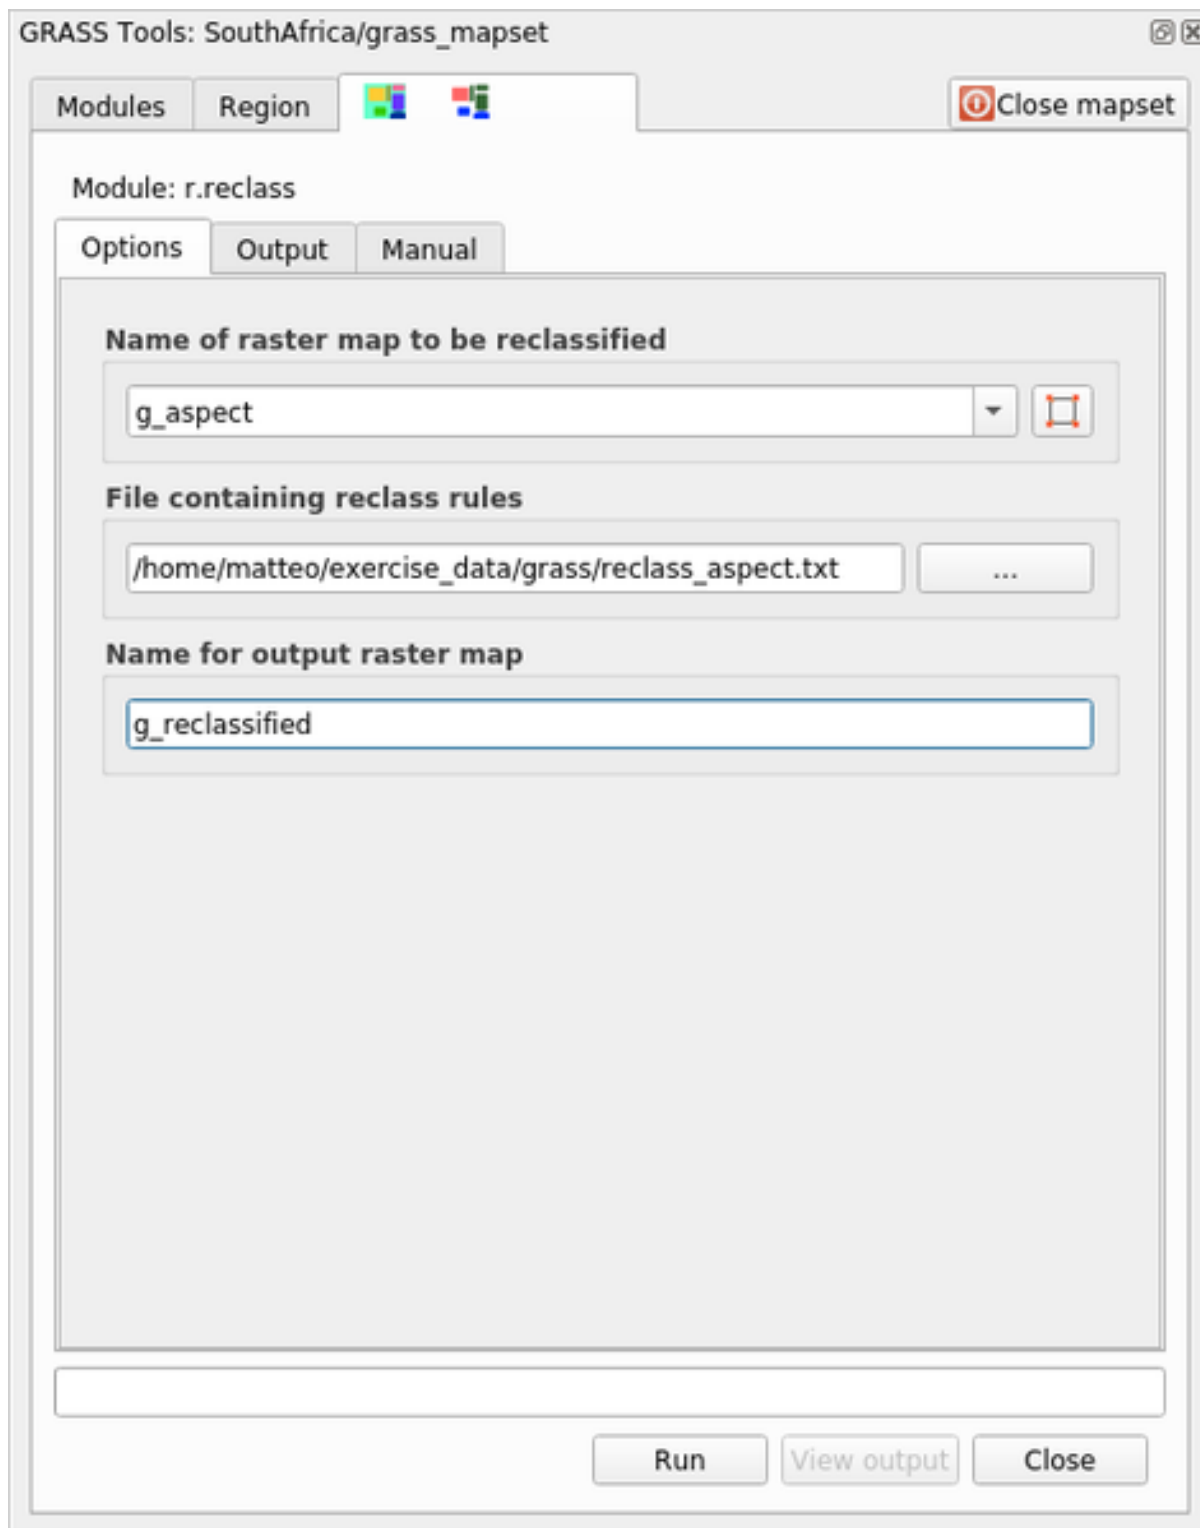 GRASS Tools: SouthAfrica/grass_mapset
Modules Region Close mapset
Module: r.reclass
Options Output Manual
Name of raster map to be reclassified
g_aspect
File containing reclass rules
/home/matteo/exercise_data/grass/reclass_aspect.txt ...
Name for output raster map
g_reclassified
Run View output Close